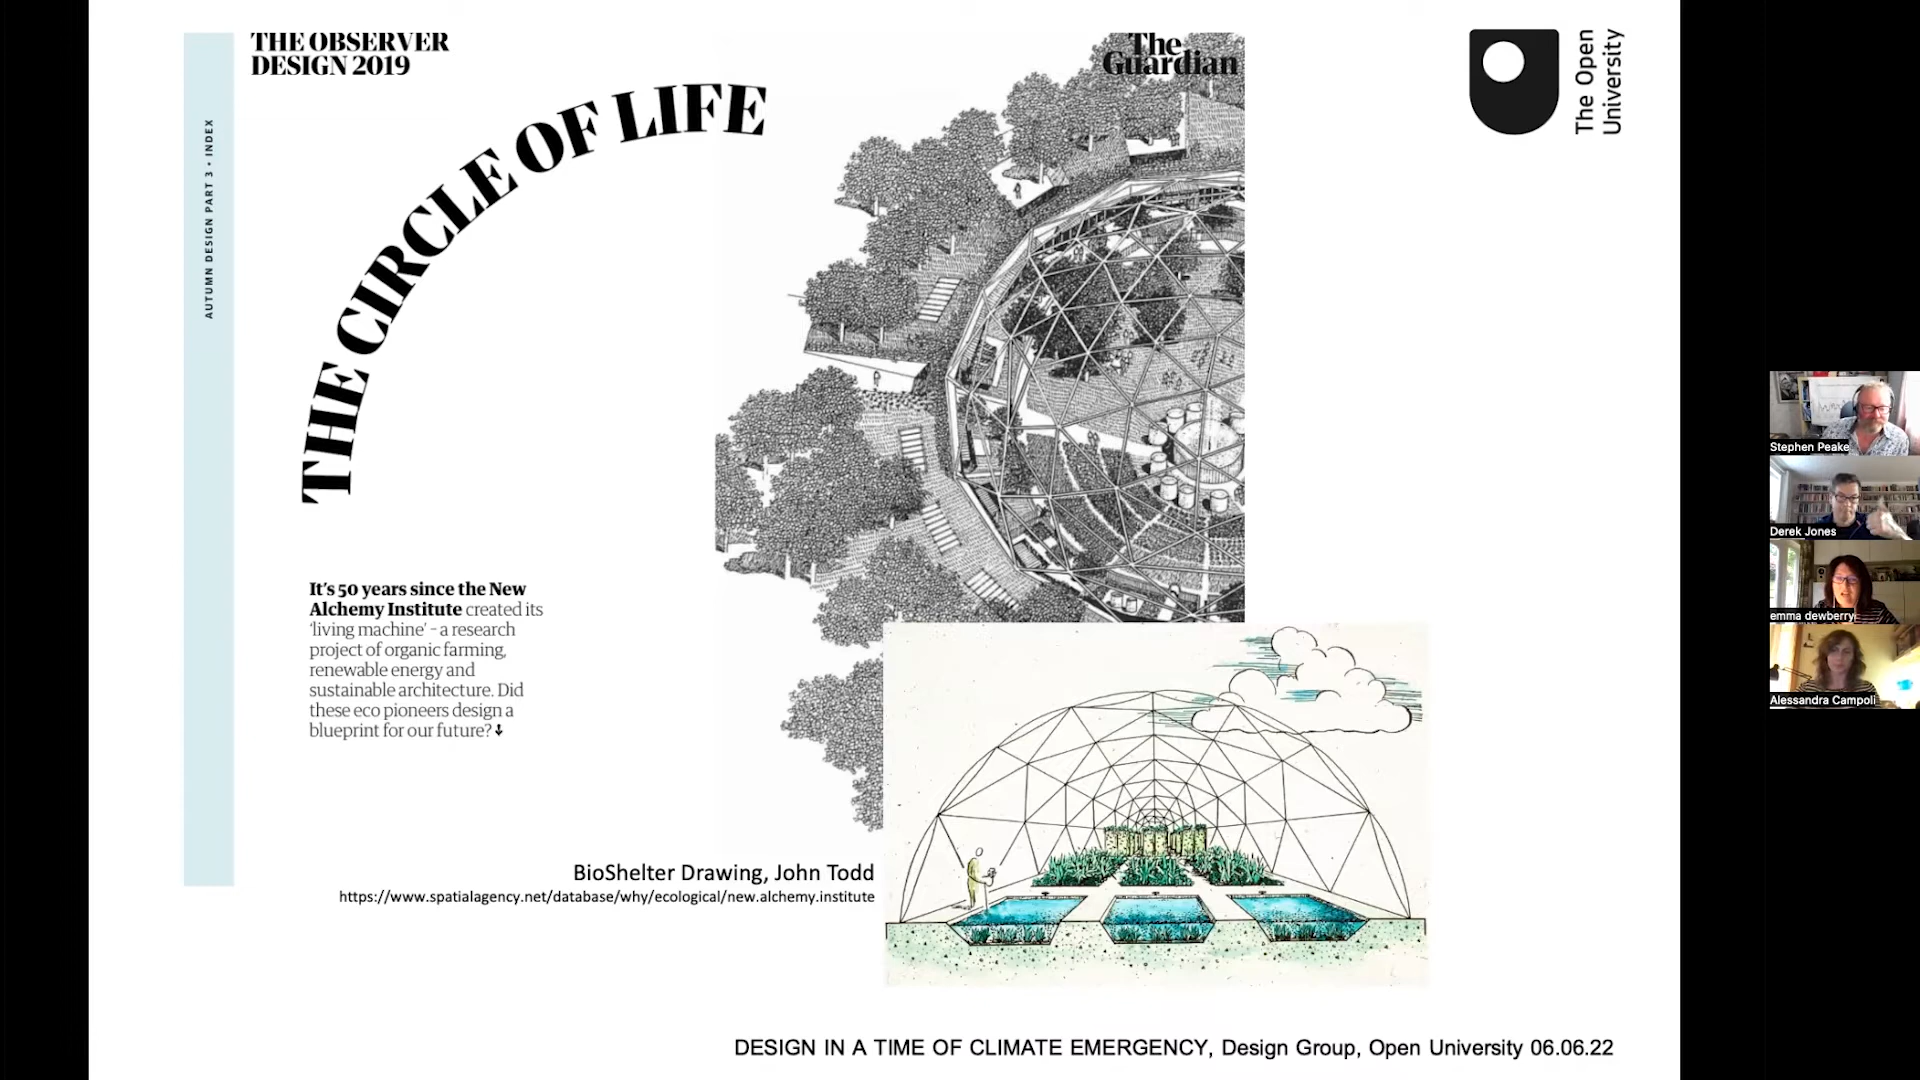 THE OBSERVER
DESIGN 2019
The
Guardian
The Open
University
AUTUMN DESIGN PART 3 • INDEX
THE CIRCLE OF LIFE
It's 50 years since the New
Alchemy Institute created its
'living machine' – a research
project of organic farming,
renewable energy and
sustainable architecture. Did
these eco pioneers design a
blueprint for our future?
BioShelter Drawing, John Todd
https://www.spatialagency.net/database/why/ecological/new.alchemy.institute
DESIGN IN A TIME OF CLIMATE EMERGENCY, Design Group, Open University 06.06.22
Stephen Peake
Derek Jones
emma dewberry
Alessandra Campoli